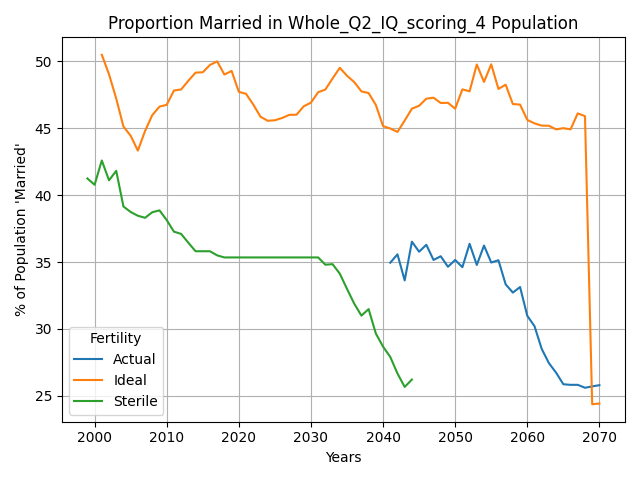 Proportion Married in Whole_Q2_IQ_scoring_4 Population
% of Population 'Married'
50
45
40
35
30
25
Fertility
Actual
Ideal
Sterile
2000 2010 2020 2030 2040 2050 2060 2070
Years